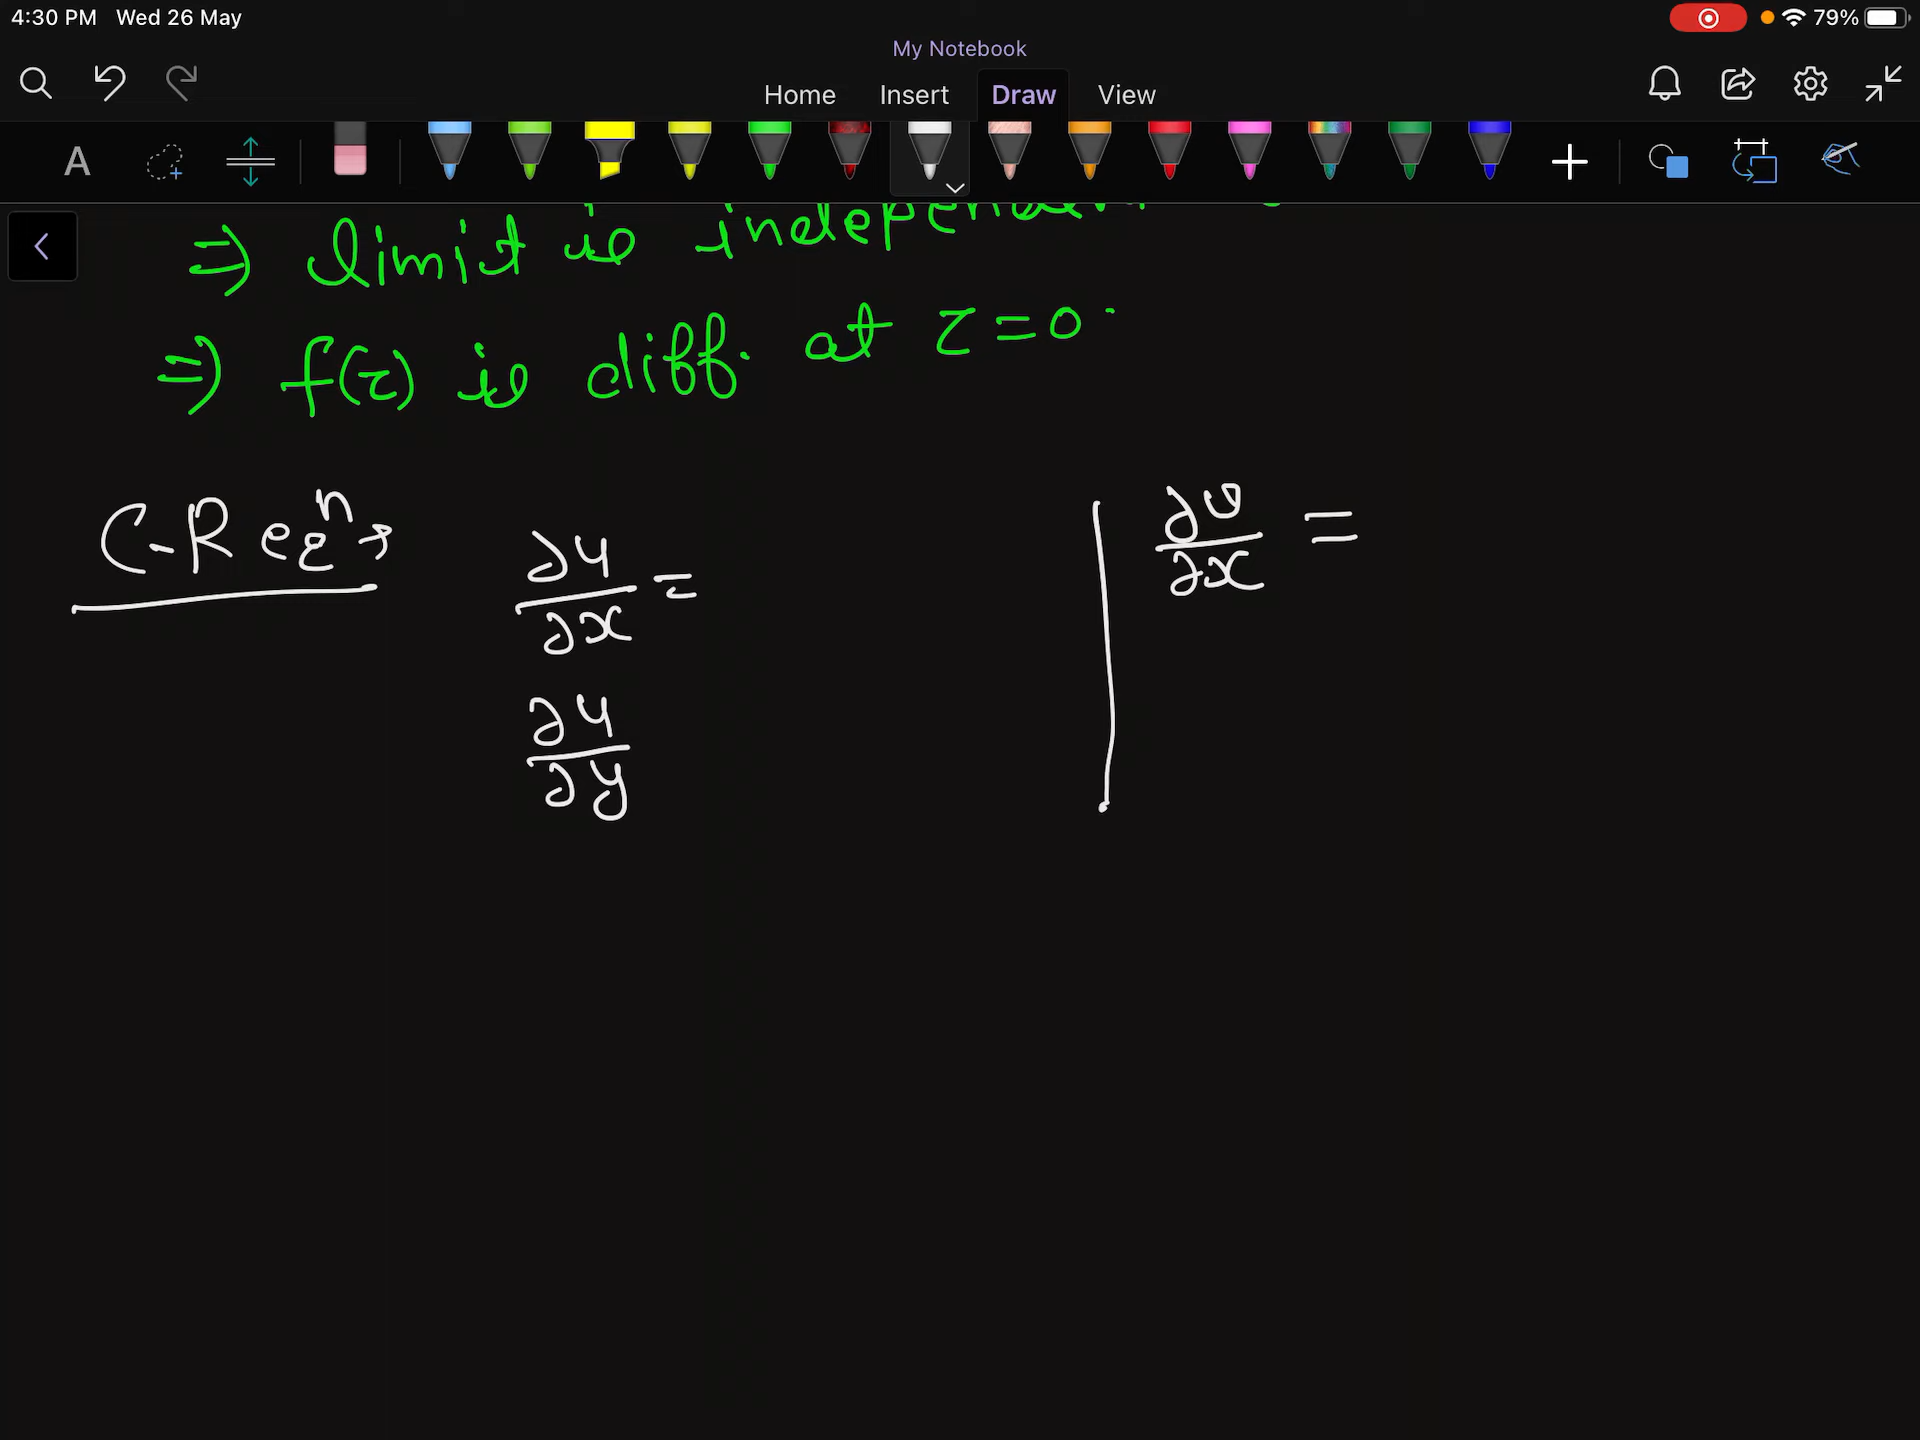 4:30 PM Wed 26 May
79%
My Notebook
Home Insert Draw View
A
⇒ limit is independent
⇒ f(z) is diff. at z=0.
C-R eqⁿ →
∂u/∂x =
∂v/∂x =
∂u/∂y